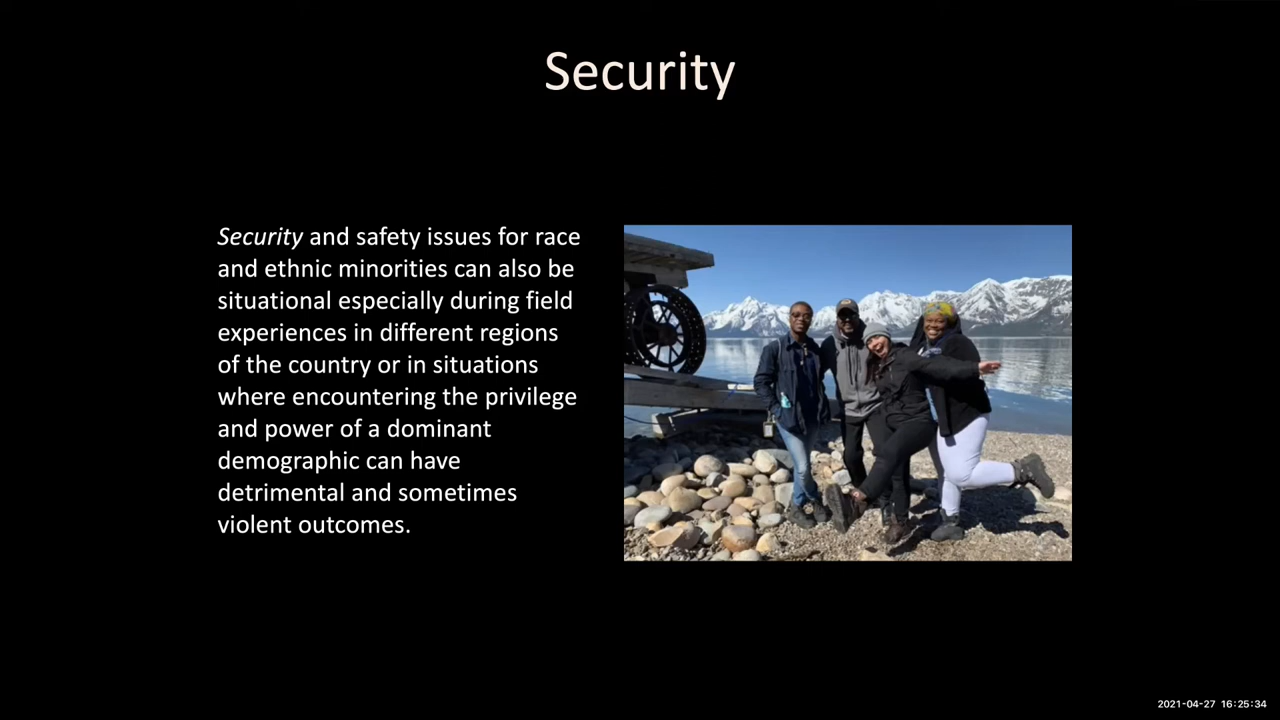 Security
Security and safety issues for race
and ethnic minorities can also be
situational especially during field
experiences in different regions
of the country or in situations
where encountering the privilege
and power of a dominant
demographic can have
detrimental and sometimes
violent outcomes.
2021-04-27 16:25:34